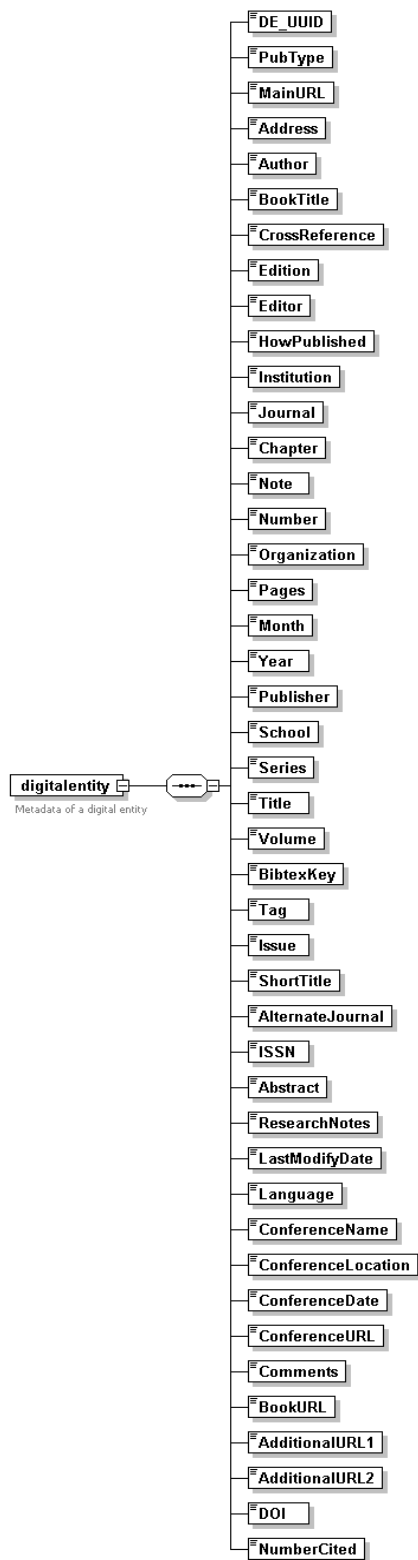 DE_UUID
PubType
MainURL
Address
Author
BookTitle
CrossReference
Edition
Editor
HowPublished
Institution
Journal
Chapter
Note
Number
Organization
Pages
Month
Year
Publisher
School
Series
digitalentity
Metadata of a digital entity
Title
Volume
BibtexKey
Tag
Issue
ShortTitle
AlternateJournal
ISSN
Abstract
ResearchNotes
LastModifyDate
Language
ConferenceName
ConferenceLocation
ConferenceDate
ConferenceURL
Comments
BookURL
AdditionalURL1
AdditionalURL2
DOI
NumberCited